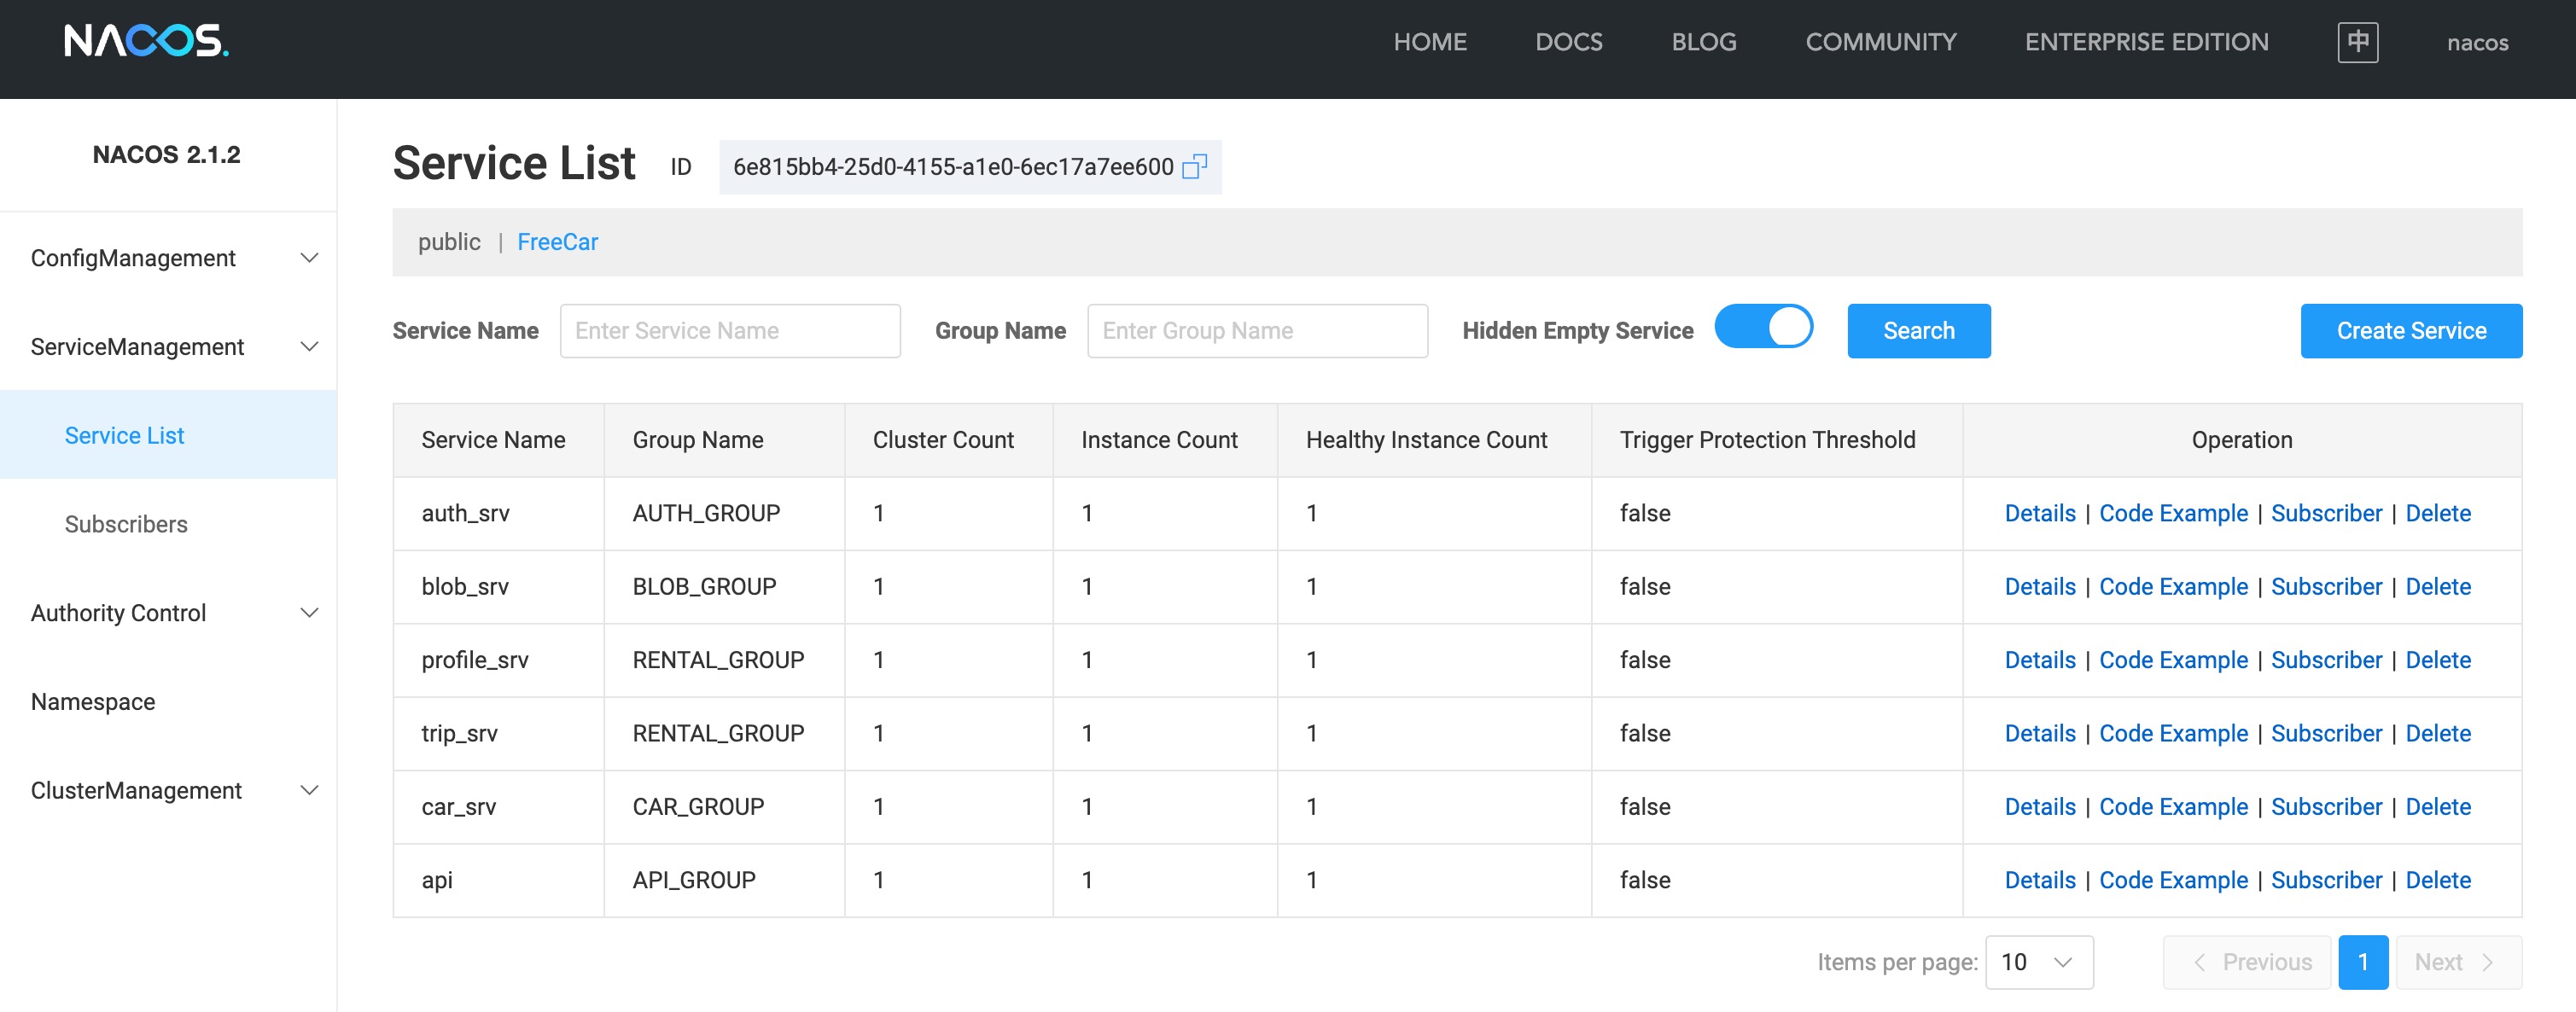 NACOS.
HOME DOCS BLOG COMMUNITY ENTERPRISE EDITION 中 nacos
NACOS 2.1.2
ConfigManagement
ServiceManagement
Service List
Subscribers
Authority Control
Namespace
ClusterManagement
Service List ID 6e815bb4-25d0-4155-a1e0-6ec17a7ee600
public | FreeCar
Service Name Enter Service Name Group Name Enter Group Name Hidden Empty Service Search Create Service
Service Name Group Name Cluster Count Instance Count Healthy Instance Count Trigger Protection Threshold Operation
auth_srv AUTH_GROUP 1 1 1 false Details | Code Example | Subscriber | Delete
blob_srv BLOB_GROUP 1 1 1 false Details | Code Example | Subscriber | Delete
profile_srv RENTAL_GROUP 1 1 1 false Details | Code Example | Subscriber | Delete
trip_srv RENTAL_GROUP 1 1 1 false Details | Code Example | Subscriber | Delete
car_srv CAR_GROUP 1 1 1 false Details | Code Example | Subscriber | Delete
api API_GROUP 1 1 1 false Details | Code Example | Subscriber | Delete
Items per page: 10 Previous 1 Next